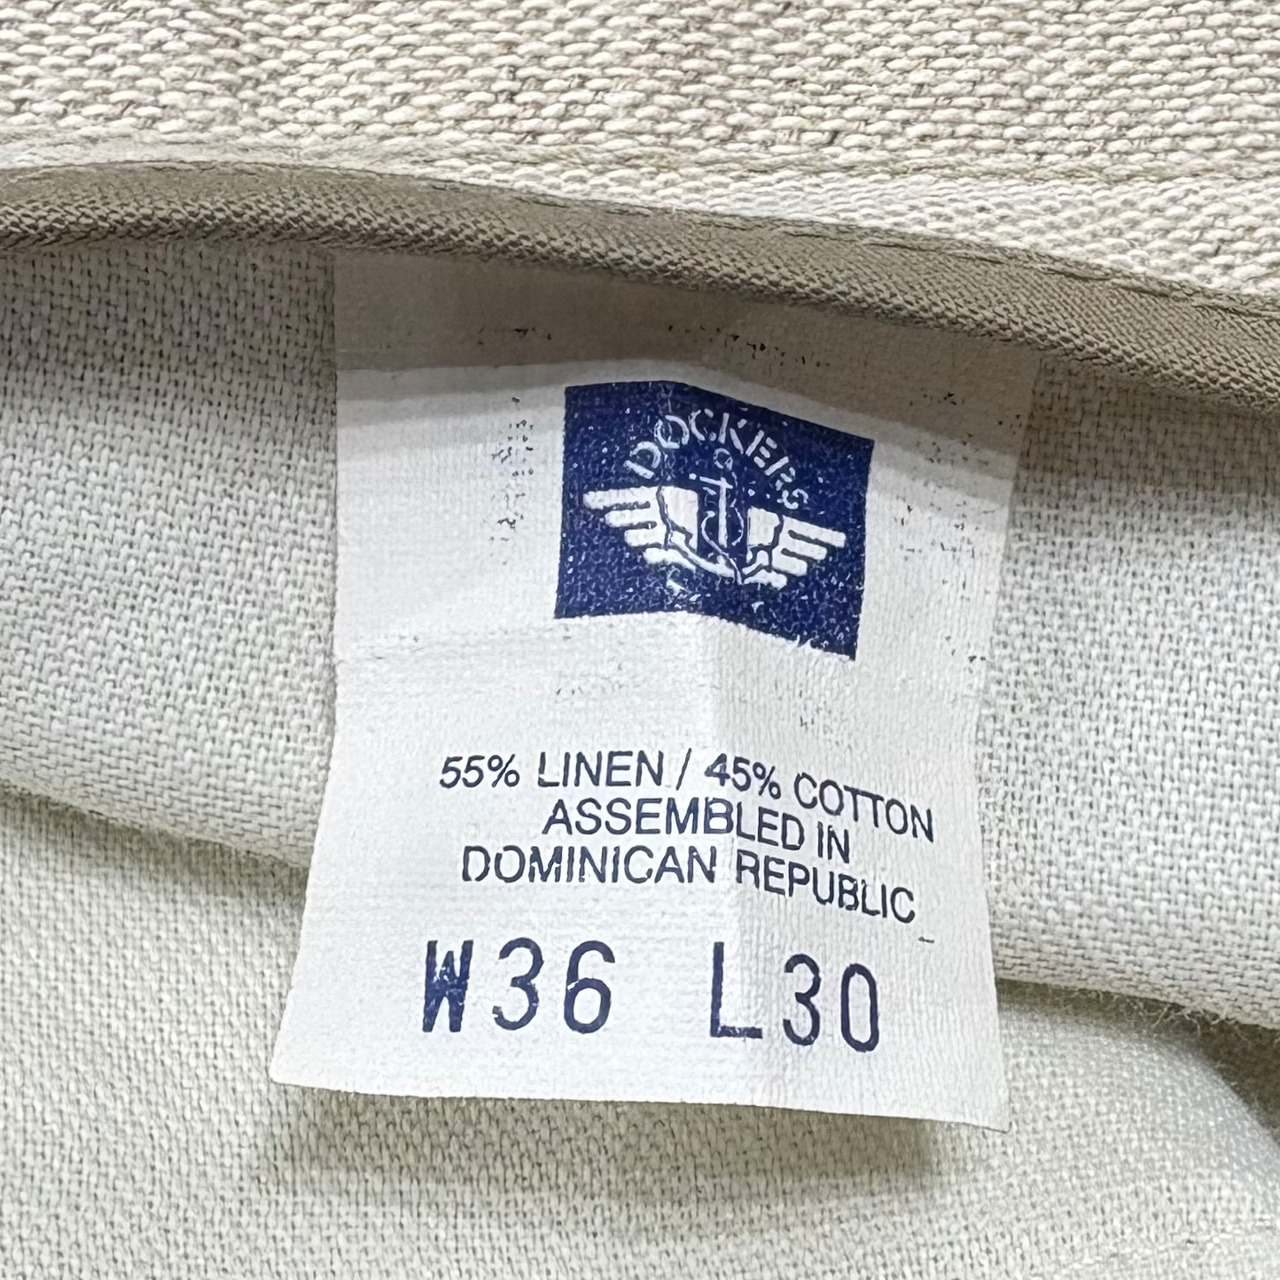 DOCKERS
55% LINEN / 45% COTTON
ASSEMBLED IN
DOMINICAN REPUBLIC
W36 L30